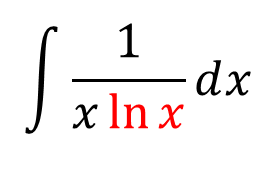 ∫ 1/(x ln x) dx